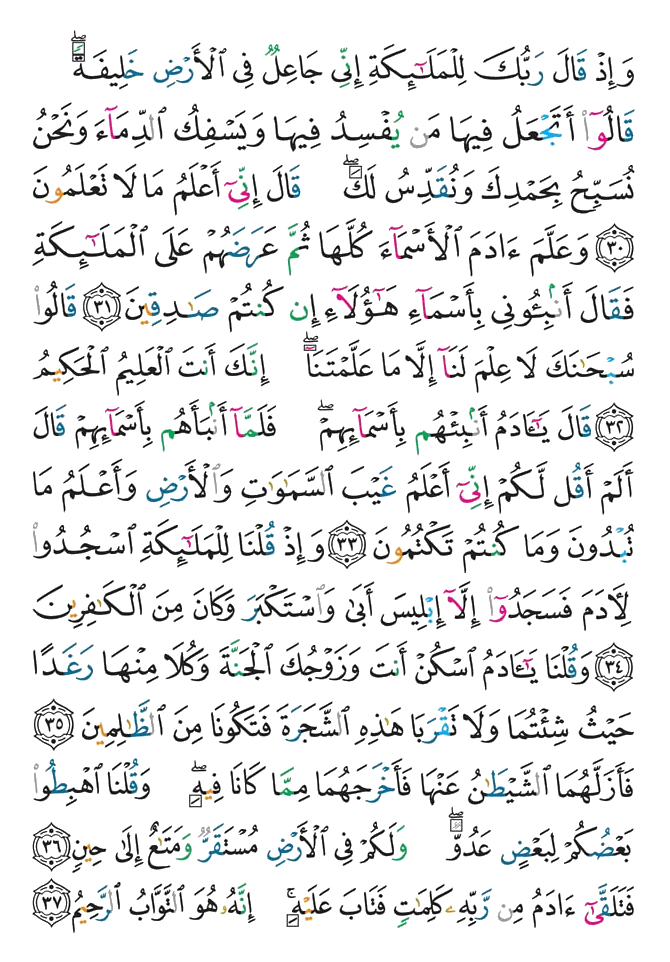 وَإِذْ قَالَ رَبُّكَ لِلْمَلَٰٓئِكَةِ إِنِّي جَاعِلٌ فِي ٱلْأَرْضِ خَلِيفَةًۖ
قَالُوٓا۟ أَتَجْعَلُ فِيهَا مَن يُفْسِدُ فِيهَا وَيَسْفِكُ ٱلدِّمَآءَ وَنَحْنُ
نُسَبِّحُ بِحَمْدِكَ وَنُقَدِّسُ لَكَۖ قَالَ إِنِّيٓ أَعْلَمُ مَا لَا تَعْلَمُونَ
٣٠ وَعَلَّمَ ءَادَمَ ٱلْأَسْمَآءَ كُلَّهَا ثُمَّ عَرَضَهُمْ عَلَى ٱلْمَلَٰٓئِكَةِ
فَقَالَ أَنۢبِـُٔونِي بِأَسْمَآءِ هَٰٓؤُلَآءِ إِن كُنتُمْ صَٰدِقِينَ ٣١ قَالُوا۟
سُبْحَٰنَكَ لَا عِلْمَ لَنَآ إِلَّا مَا عَلَّمْتَنَآۖ إِنَّكَ أَنتَ ٱلْعَلِيمُ ٱلْحَكِيمُ
٣٢ قَالَ يَٰٓـَٔادَمُ أَنۢبِئْهُم بِأَسْمَآئِهِمْۖ فَلَمَّآ أَنۢبَأَهُم بِأَسْمَآئِهِمْ قَالَ
أَلَمْ أَقُل لَّكُمْ إِنِّيٓ أَعْلَمُ غَيْبَ ٱلسَّمَٰوَٰتِ وَٱلْأَرْضِ وَأَعْلَمُ مَا
تُبْدُونَ وَمَا كُنتُمْ تَكْتُمُونَ ٣٣ وَإِذْ قُلْنَا لِلْمَلَٰٓئِكَةِ ٱسْجُدُوا۟
لِأٓدَمَ فَسَجَدُوٓا۟ إِلَّآ إِبْلِيسَ أَبَىٰ وَٱسْتَكْبَرَ وَكَانَ مِنَ ٱلْكَٰفِرِينَ
٣٤ وَقُلْنَا يَٰٓـَٔادَمُ ٱسْكُنْ أَنتَ وَزَوْجُكَ ٱلْجَنَّةَ وَكُلَا مِنْهَا رَغَدًا
حَيْثُ شِئْتُمَا وَلَا تَقْرَبَا هَٰذِهِ ٱلشَّجَرَةَ فَتَكُونَا مِنَ ٱلظَّٰلِمِينَ ٣٥
فَأَزَلَّهُمَا ٱلشَّيْطَٰنُ عَنْهَا فَأَخْرَجَهُمَا مِمَّا كَانَا فِيهِۖ وَقُلْنَا ٱهْبِطُوا۟
بَعْضُكُمْ لِبَعْضٍ عَدُوٌّۖ وَلَكُمْ فِي ٱلْأَرْضِ مُسْتَقَرٌّ وَمَتَٰعٌ إِلَىٰ حِينٍ ٣٦
فَتَلَقَّىٰٓ ءَادَمُ مِن رَّبِّهِۦ كَلِمَٰتٍ فَتَابَ عَلَيْهِۚ إِنَّهُۥ هُوَ ٱلتَّوَّابُ ٱلرَّحِيمُ ٣٧